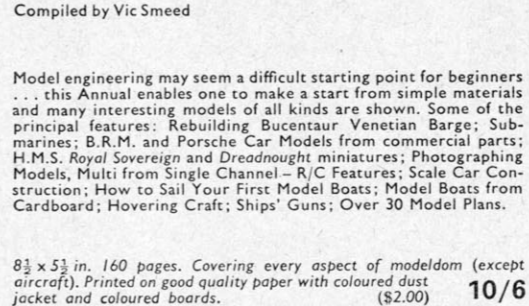 Compiled by Vic Smeed
Model engineering may seem a difficult starting point for beginners
. . . this Annual enables one to make a start from simple materials
and many interesting models of all kinds are shown. Some of the
principal features: Rebuilding Bucentaur Venetian Barge; Sub-
marines; B.R.M. and Porsche Car Models from commercial parts;
H.M.S. Royal Sovereign and Dreadnought miniatures; Photographing
Models, Multi from Single Channel – R/C Features; Scale Car Con-
struction; How to Sail Your First Model Boats; Model Boats from
Cardboard; Hovering Craft; Ships' Guns; Over 30 Model Plans.
8½ x 5½ in. 160 pages. Covering every aspect of modeldom (except
aircraft). Printed on good quality paper with coloured dust
jacket and coloured boards. ($2.00) 10/6